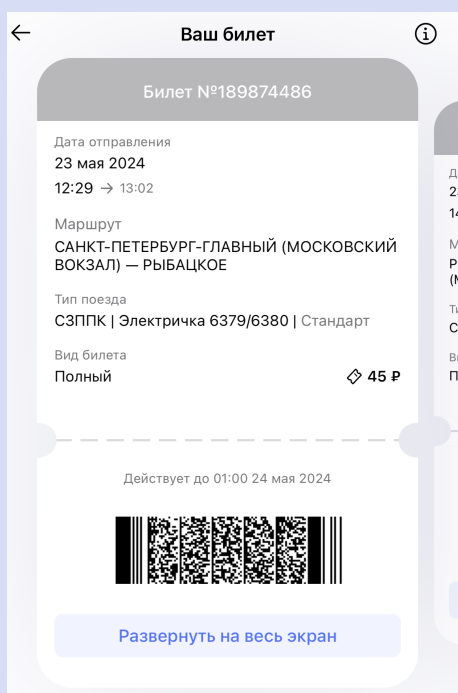 Ваш билет
Билет №189874486
Дата отправления
23 мая 2024
12:29 → 13:02
Маршрут
САНКТ-ПЕТЕРБУРГ-ГЛАВНЫЙ (МОСКОВСКИЙ
ВОКЗАЛ) — РЫБАЦКОЕ
Тип поезда
СЗППК | Электричка 6379/6380 | Стандарт
Вид билета
Полный
45 ₽
Действует до 01:00 24 мая 2024
Развернуть на весь экран